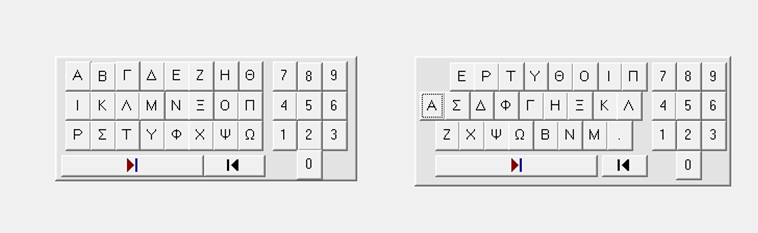 Α Β Γ Δ Ε Ζ Η Θ 7 8 9
Ι Κ Λ Μ Ν Ξ Ο Π 4 5 6
Ρ Σ Τ Υ Φ Χ Ψ Ω 1 2 3
0
Ε Ρ Τ Υ Θ Ο Ι Π 7 8 9
Α Σ Δ Φ Γ Η Ξ Κ Λ 4 5 6
Ζ Χ Ψ Ω Β Ν Μ . 1 2 3
0